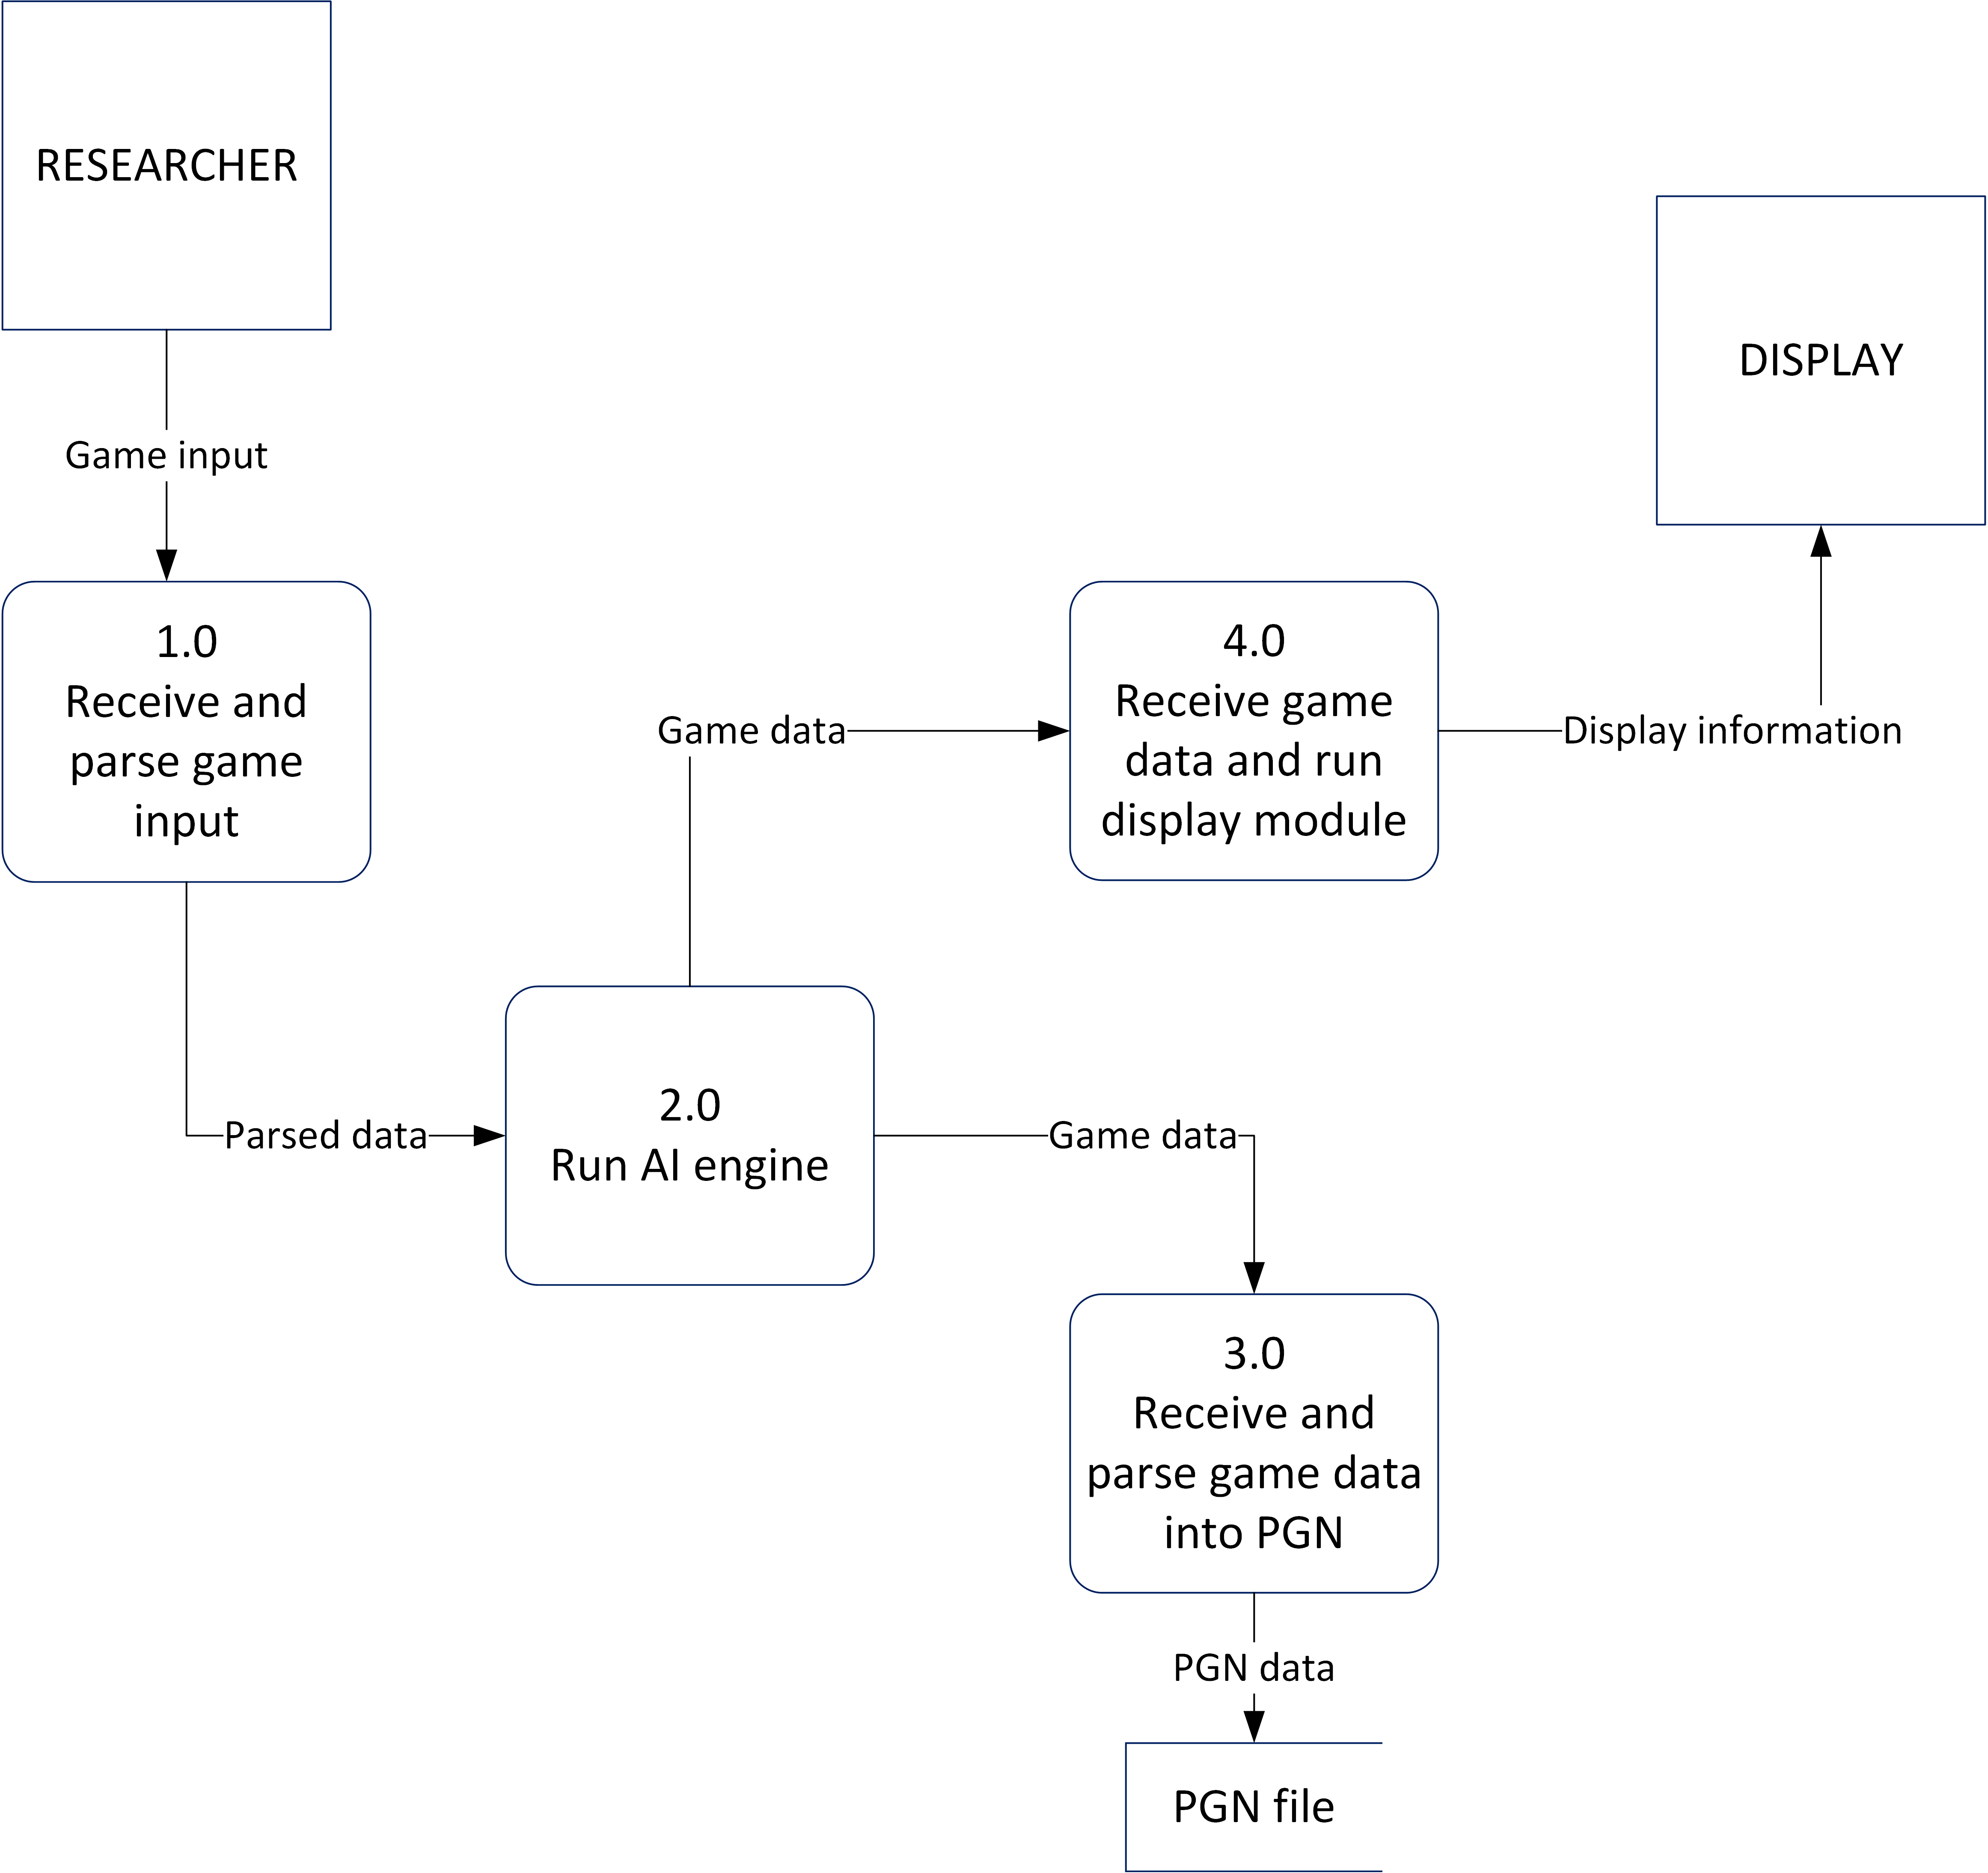 RESEARCHER
DISPLAY
Game input
1.0
Receive and
parse game
input
4.0
Receive game
data and run
display module
Game data
Display information
2.0
Run AI engine
Parsed data
Game data
3.0
Receive and
parse game data
into PGN
PGN data
PGN file